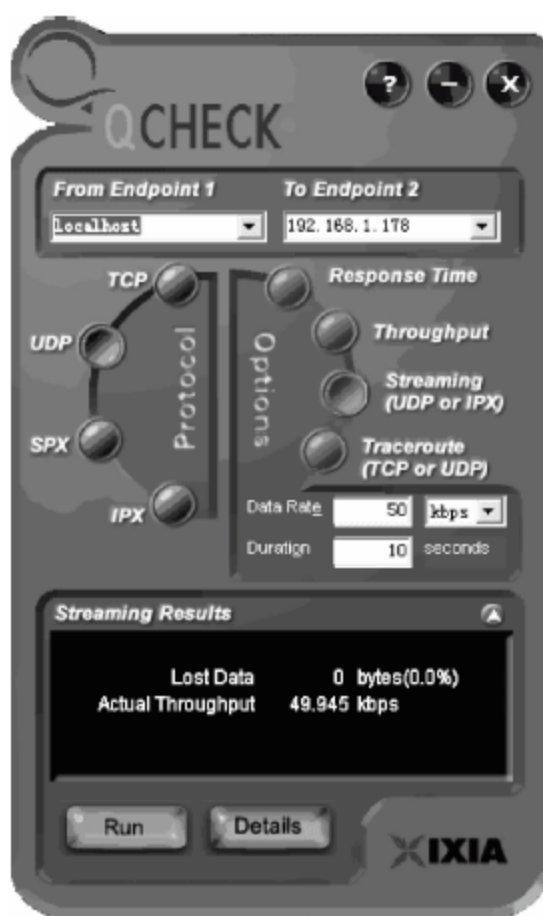 ? − X
QCHECK
From Endpoint 1
To Endpoint 2
localhost
192.168.1.178
TCP
UDP
SPX
IPX
Protocol
Options
Response Time
Throughput
Streaming
(UDP or IPX)
Traceroute
(TCP or UDP)
Data Rate 50 kbps
Duration 10 seconds
Streaming Results
Lost Data 0 bytes(0.0%)
Actual Throughput 49.945 kbps
Run
Details
IXIA